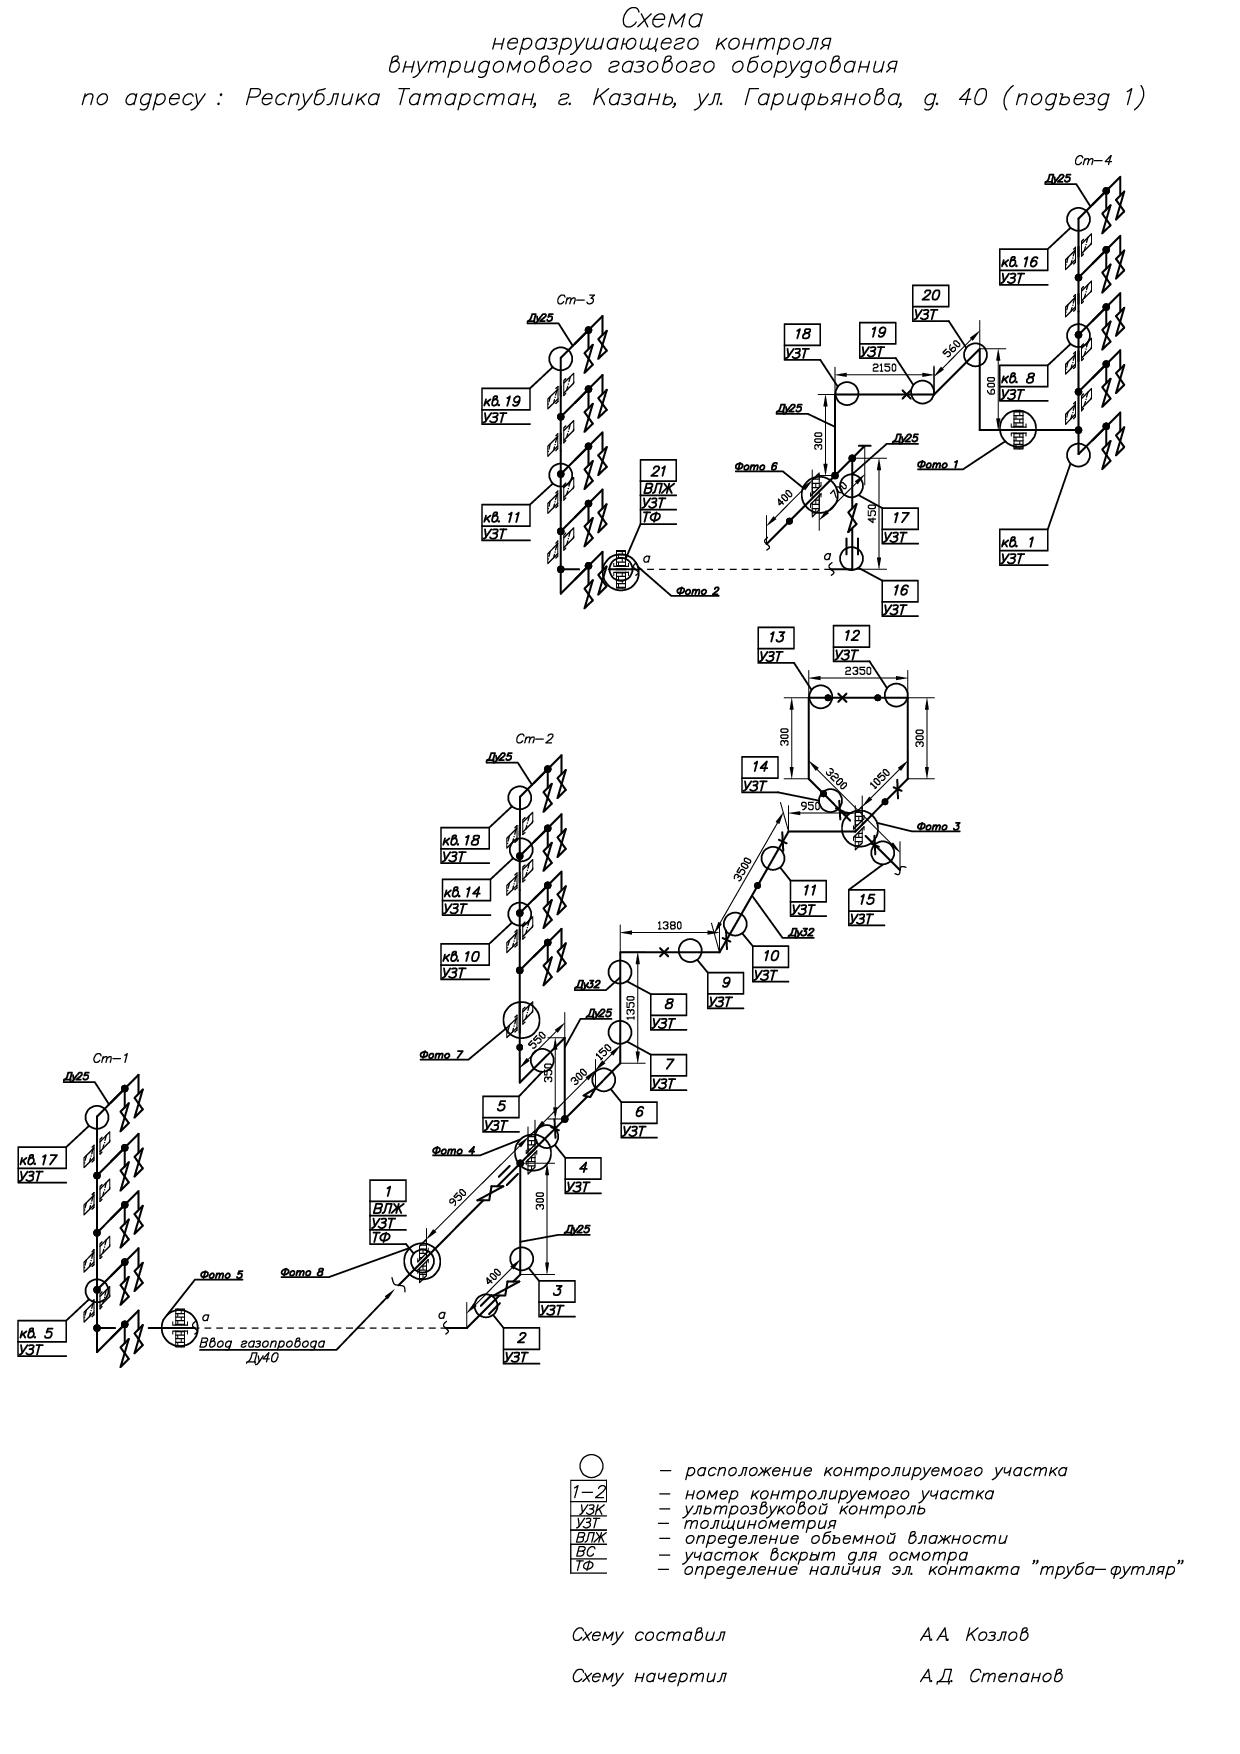 Схема
неразрушающего контроля
внутридомового газового оборудования
по адресу : Республика Татарстан, г. Казань, ул. Гарифьянова, д. 40 (подъезд 1)
Ст-4
Ду25
кв. 16
УЗТ
20
УЗТ
Ст-3
Ду25
18
УЗТ
19
УЗТ
560
2150
600
кв. 8
УЗТ
кв. 19
УЗТ
Ду25
300
Ду25
Фото 6
Фото 1
21
ВЛЖ
УЗТ
ТФ
400
700
450
кв. 11
УЗТ
17
УЗТ
кв. 1
УЗТ
а
а
Фото 2
16
УЗТ
13
УЗТ
12
УЗТ
2350
300
300
Ст-2
Ду25
14
УЗТ
3200
1050
950
Фото 3
кв. 18
УЗТ
3500
11
УЗТ
15
УЗТ
кв. 14
УЗТ
1380
Ду32
кв. 10
УЗТ
10
УЗТ
9
УЗТ
Ду32
8
УЗТ
1350
Ду25
Фото 7
550
150
350
300
7
УЗТ
Ст-1
Ду25
5
УЗТ
6
УЗТ
кв. 17
УЗТ
Фото 4
4
УЗТ
1
ВЛЖ
УЗТ
ТФ
950
300
Ду25
Фото 5
Фото 8
400
3
УЗТ
кв. 5
УЗТ
а
а
Ввод газопровода
Ду40
2
УЗТ
— расположение контролируемого участка
1-2 — номер контролируемого участка
УЗК — ультрозвуковой контроль
УЗТ — толщинометрия
ВЛЖ — определение обьемной влажности
ВС — участок вскрыт для осмотра
ТФ — определение наличия эл. контакта "труба-футляр"
Схему составил А.А. Козлов
Схему начертил А.Д. Степанов